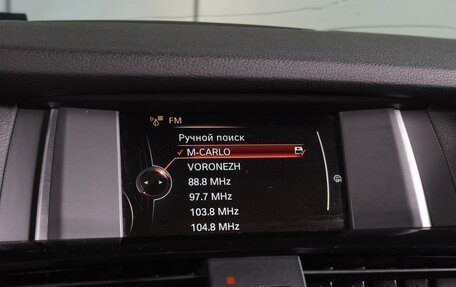 FM
Ручной поиск
M-CARLO
VORONEZH
88.8 MHz
97.7 MHz
103.8 MHz
104.8 MHz